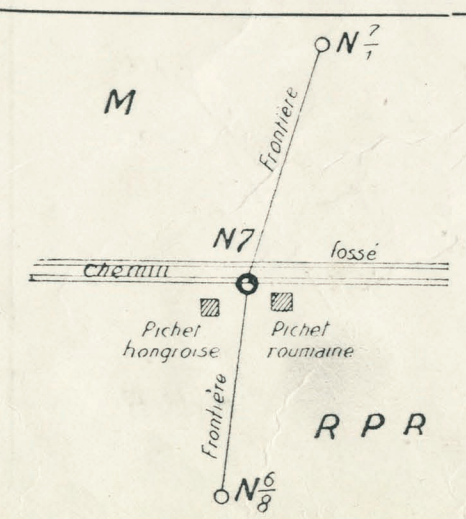 N 7/1
M
Frontière
N7
fossé
chemin
Pichet
hongroise
Pichet
roumaine
Frontière
R P R
N 6/8